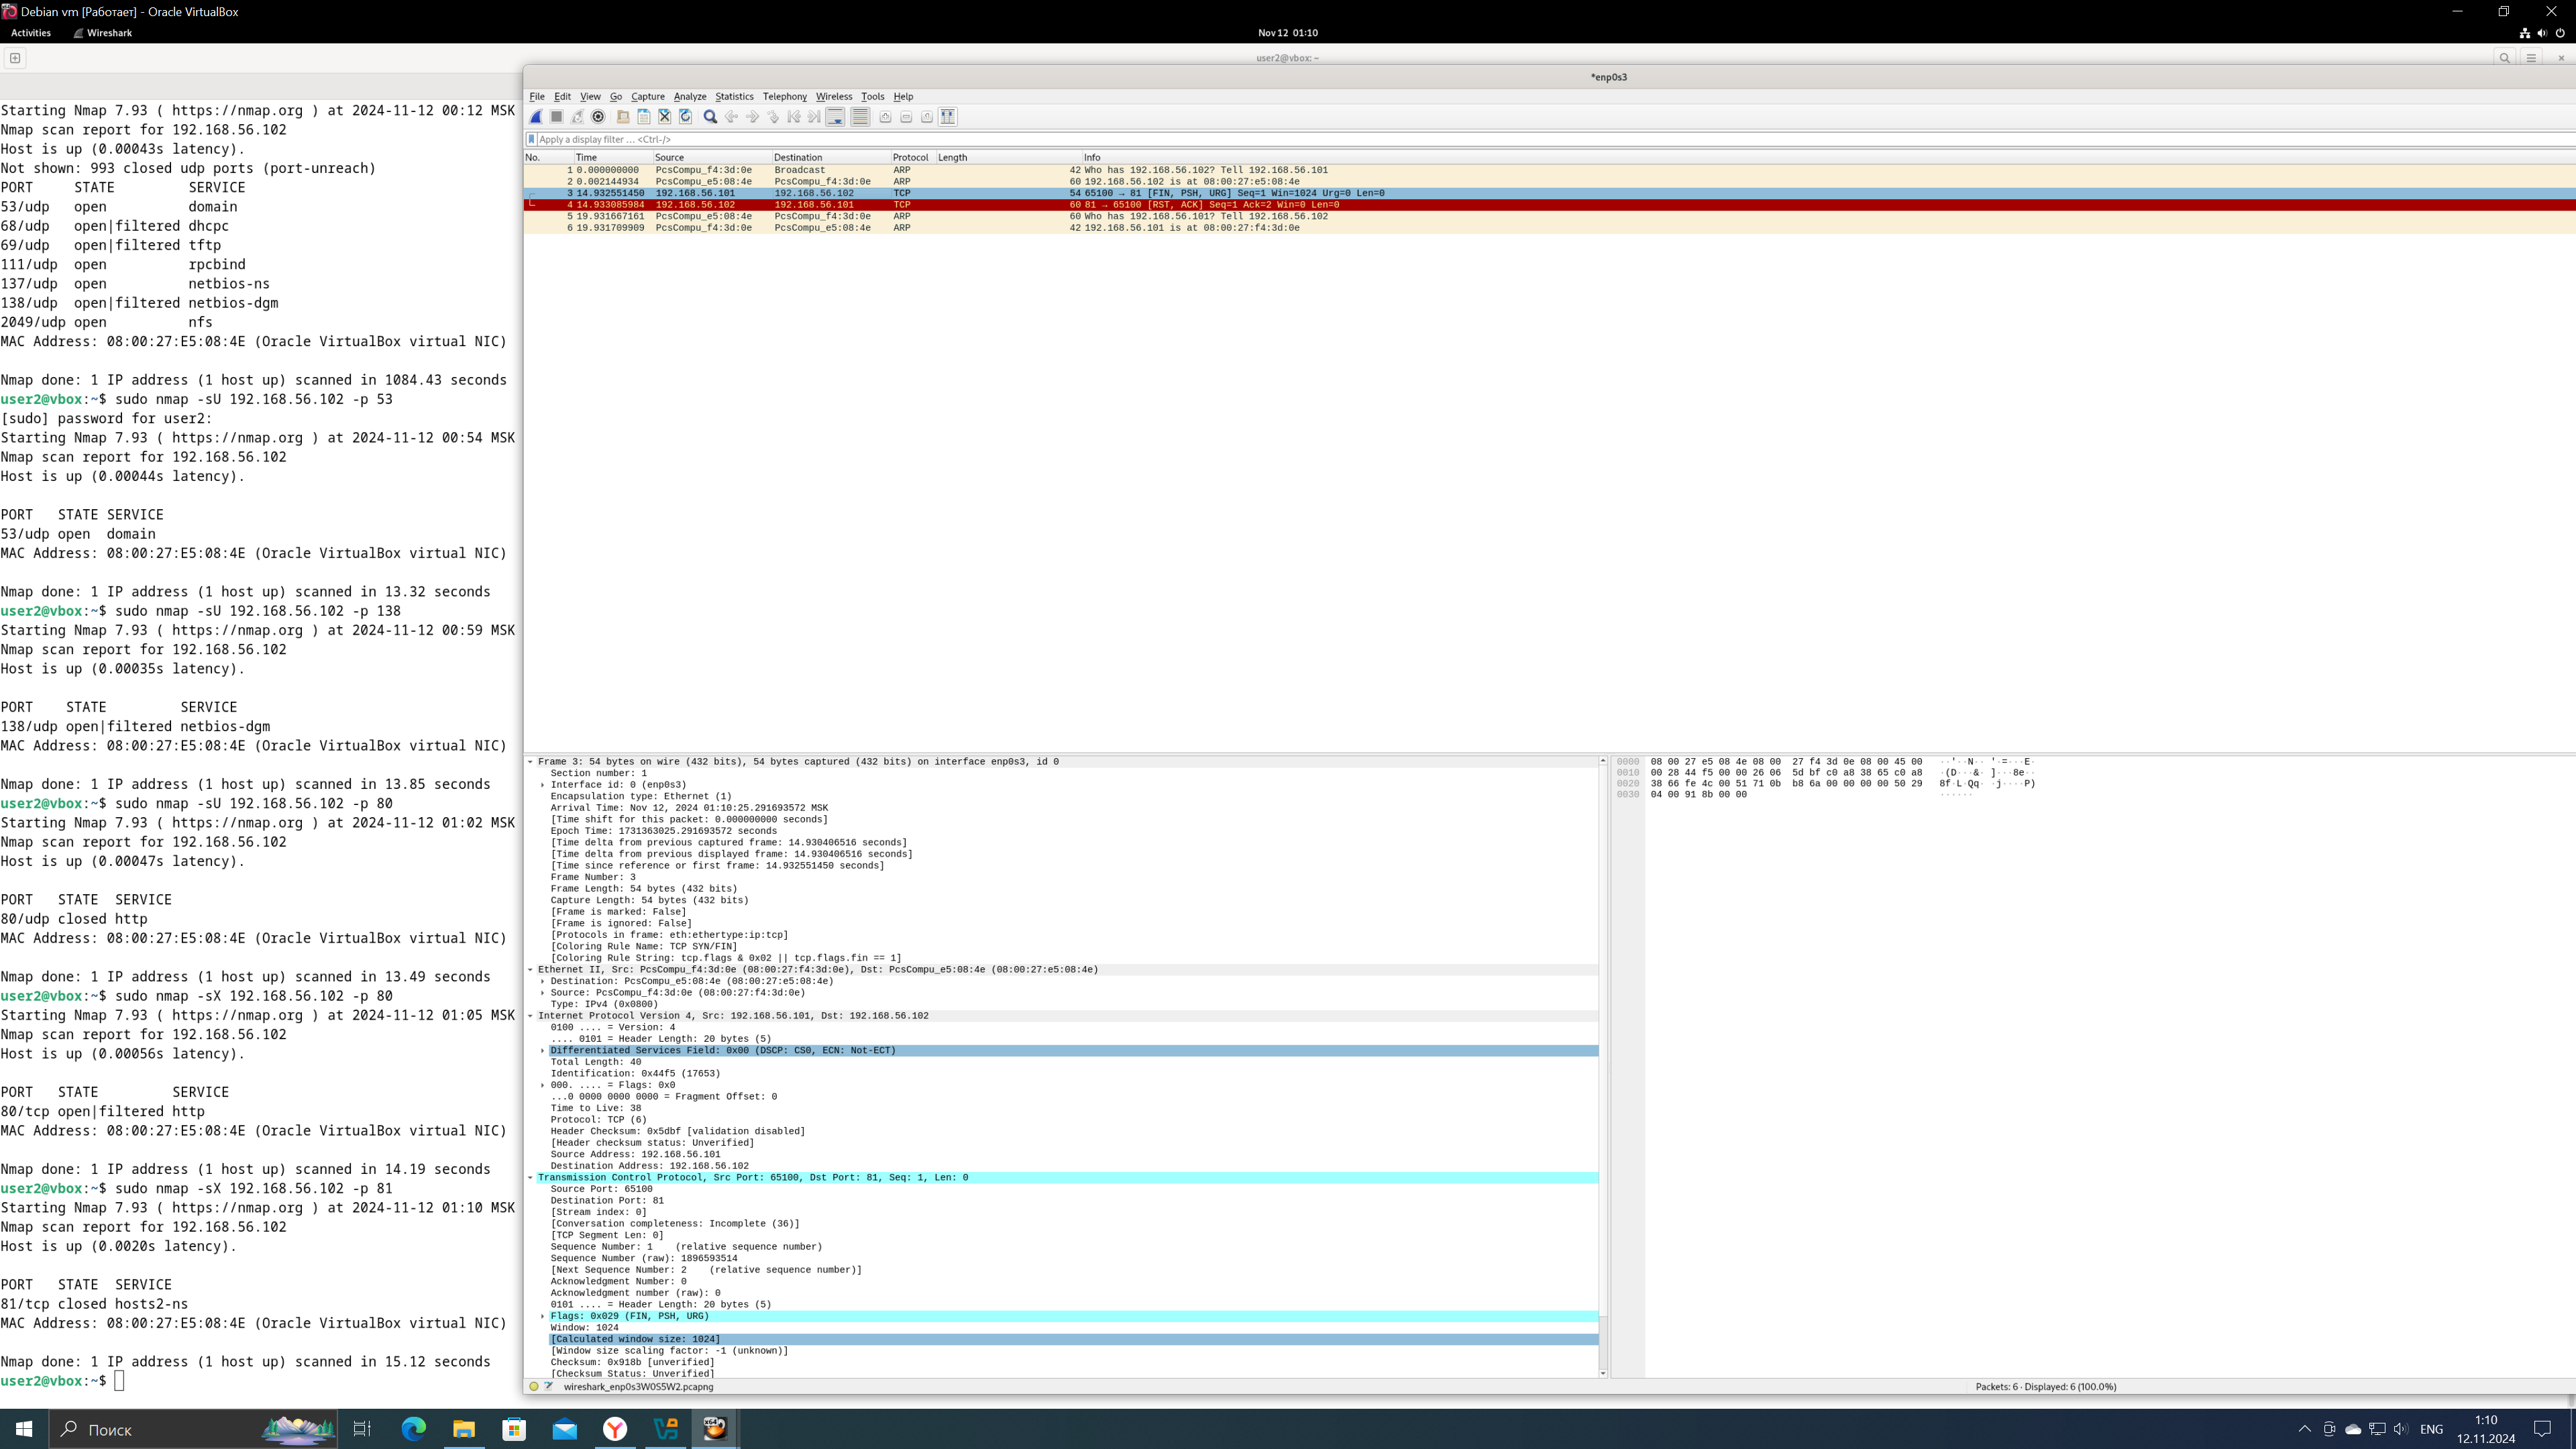 Debian vm [Работает] - Oracle VirtualBox
Activities Wireshark Nov 12 01:10
user2@vbox: ~
Starting Nmap 7.93 ( https://nmap.org ) at 2024-11-12 00:12 MSK
Nmap scan report for 192.168.56.102
Host is up (0.00043s latency).
Not shown: 993 closed udp ports (port-unreach)
PORT STATE SERVICE
53/udp open domain
68/udp open|filtered dhcpc
69/udp open|filtered tftp
111/udp open rpcbind
137/udp open netbios-ns
138/udp open|filtered netbios-dgm
2049/udp open nfs
MAC Address: 08:00:27:E5:08:4E (Oracle VirtualBox virtual NIC)
Nmap done: 1 IP address (1 host up) scanned in 1084.43 seconds
user2@vbox:~$ sudo nmap -sU 192.168.56.102 -p 53
[sudo] password for user2:
Starting Nmap 7.93 ( https://nmap.org ) at 2024-11-12 00:54 MSK
Nmap scan report for 192.168.56.102
Host is up (0.00044s latency).
PORT STATE SERVICE
53/udp open domain
MAC Address: 08:00:27:E5:08:4E (Oracle VirtualBox virtual NIC)
Nmap done: 1 IP address (1 host up) scanned in 13.32 seconds
user2@vbox:~$ sudo nmap -sU 192.168.56.102 -p 138
Starting Nmap 7.93 ( https://nmap.org ) at 2024-11-12 00:59 MSK
Nmap scan report for 192.168.56.102
Host is up (0.00035s latency).
PORT STATE SERVICE
138/udp open|filtered netbios-dgm
MAC Address: 08:00:27:E5:08:4E (Oracle VirtualBox virtual NIC)
Nmap done: 1 IP address (1 host up) scanned in 13.85 seconds
user2@vbox:~$ sudo nmap -sU 192.168.56.102 -p 80
Starting Nmap 7.93 ( https://nmap.org ) at 2024-11-12 01:02 MSK
Nmap scan report for 192.168.56.102
Host is up (0.00047s latency).
PORT STATE SERVICE
80/udp closed http
MAC Address: 08:00:27:E5:08:4E (Oracle VirtualBox virtual NIC)
Nmap done: 1 IP address (1 host up) scanned in 13.49 seconds
user2@vbox:~$ sudo nmap -sX 192.168.56.102 -p 80
Starting Nmap 7.93 ( https://nmap.org ) at 2024-11-12 01:05 MSK
Nmap scan report for 192.168.56.102
Host is up (0.00056s latency).
PORT STATE SERVICE
80/tcp open|filtered http
MAC Address: 08:00:27:E5:08:4E (Oracle VirtualBox virtual NIC)
Nmap done: 1 IP address (1 host up) scanned in 14.19 seconds
user2@vbox:~$ sudo nmap -sX 192.168.56.102 -p 81
Starting Nmap 7.93 ( https://nmap.org ) at 2024-11-12 01:10 MSK
Nmap scan report for 192.168.56.102
Host is up (0.0020s latency).
PORT STATE SERVICE
81/tcp closed hosts2-ns
MAC Address: 08:00:27:E5:08:4E (Oracle VirtualBox virtual NIC)
Nmap done: 1 IP address (1 host up) scanned in 15.12 seconds
user2@vbox:~$
*enp0s3
File Edit View Go Capture Analyze Statistics Telephony Wireless Tools Help
Apply a display filter … <Ctrl-/>
No. Time Source Destination Protocol Length Info
1 0.000000000 PcsCompu_f4:3d:0e Broadcast ARP 42 Who has 192.168.56.102? Tell 192.168.56.101
2 0.002144934 PcsCompu_e5:08:4e PcsCompu_f4:3d:0e ARP 60 192.168.56.102 is at 08:00:27:e5:08:4e
3 14.932551450 192.168.56.101 192.168.56.102 TCP 54 65100 → 81 [FIN, PSH, URG] Seq=1 Win=1024 Urg=0 Len=0
4 14.933085984 192.168.56.102 192.168.56.101 TCP 60 81 → 65100 [RST, ACK] Seq=1 Ack=2 Win=0 Len=0
5 19.931667161 PcsCompu_e5:08:4e PcsCompu_f4:3d:0e ARP 60 Who has 192.168.56.101? Tell 192.168.56.102
6 19.931709909 PcsCompu_f4:3d:0e PcsCompu_e5:08:4e ARP 42 192.168.56.101 is at 08:00:27:f4:3d:0e
Frame 3: 54 bytes on wire (432 bits), 54 bytes captured (432 bits) on interface enp0s3, id 0
Section number: 1
Interface id: 0 (enp0s3)
Encapsulation type: Ethernet (1)
Arrival Time: Nov 12, 2024 01:10:25.291693572 MSK
[Time shift for this packet: 0.000000000 seconds]
Epoch Time: 1731363025.291693572 seconds
[Time delta from previous captured frame: 14.930406516 seconds]
[Time delta from previous displayed frame: 14.930406516 seconds]
[Time since reference or first frame: 14.932551450 seconds]
Frame Number: 3
Frame Length: 54 bytes (432 bits)
Capture Length: 54 bytes (432 bits)
[Frame is marked: False]
[Frame is ignored: False]
[Protocols in frame: eth:ethertype:ip:tcp]
[Coloring Rule Name: TCP SYN/FIN]
[Coloring Rule String: tcp.flags & 0x02 || tcp.flags.fin == 1]
Ethernet II, Src: PcsCompu_f4:3d:0e (08:00:27:f4:3d:0e), Dst: PcsCompu_e5:08:4e (08:00:27:e5:08:4e)
Destination: PcsCompu_e5:08:4e (08:00:27:e5:08:4e)
Source: PcsCompu_f4:3d:0e (08:00:27:f4:3d:0e)
Type: IPv4 (0x0800)
Internet Protocol Version 4, Src: 192.168.56.101, Dst: 192.168.56.102
0100 .... = Version: 4
.... 0101 = Header Length: 20 bytes (5)
Differentiated Services Field: 0x00 (DSCP: CS0, ECN: Not-ECT)
Total Length: 40
Identification: 0x44f5 (17653)
000. .... = Flags: 0x0
...0 0000 0000 0000 = Fragment Offset: 0
Time to Live: 38
Protocol: TCP (6)
Header Checksum: 0x5dbf [validation disabled]
[Header checksum status: Unverified]
Source Address: 192.168.56.101
Destination Address: 192.168.56.102
Transmission Control Protocol, Src Port: 65100, Dst Port: 81, Seq: 1, Len: 0
Source Port: 65100
Destination Port: 81
[Stream index: 0]
[Conversation completeness: Incomplete (36)]
[TCP Segment Len: 0]
Sequence Number: 1 (relative sequence number)
Sequence Number (raw): 1896593514
[Next Sequence Number: 2 (relative sequence number)]
Acknowledgment Number: 0
Acknowledgment number (raw): 0
0101 .... = Header Length: 20 bytes (5)
Flags: 0x029 (FIN, PSH, URG)
Window: 1024
[Calculated window size: 1024]
[Window size scaling factor: -1 (unknown)]
Checksum: 0x918b [unverified]
[Checksum Status: Unverified]
0000 08 00 27 e5 08 4e 08 00 27 f4 3d 0e 08 00 45 00 ··'··N·· '·=···E·
0010 00 28 44 f5 00 00 26 06 5d bf c0 a8 38 65 c0 a8 ·(D···&· ]···8e··
0020 38 66 fe 4c 00 51 71 0b b8 6a 00 00 00 00 50 29 8f·L·Qq· ·j····P)
0030 04 00 91 8b 00 00 ······
wireshark_enp0s3W0S5W2.pcapng
Packets: 6 · Displayed: 6 (100.0%)
Поиск
ENG
1:10
12.11.2024